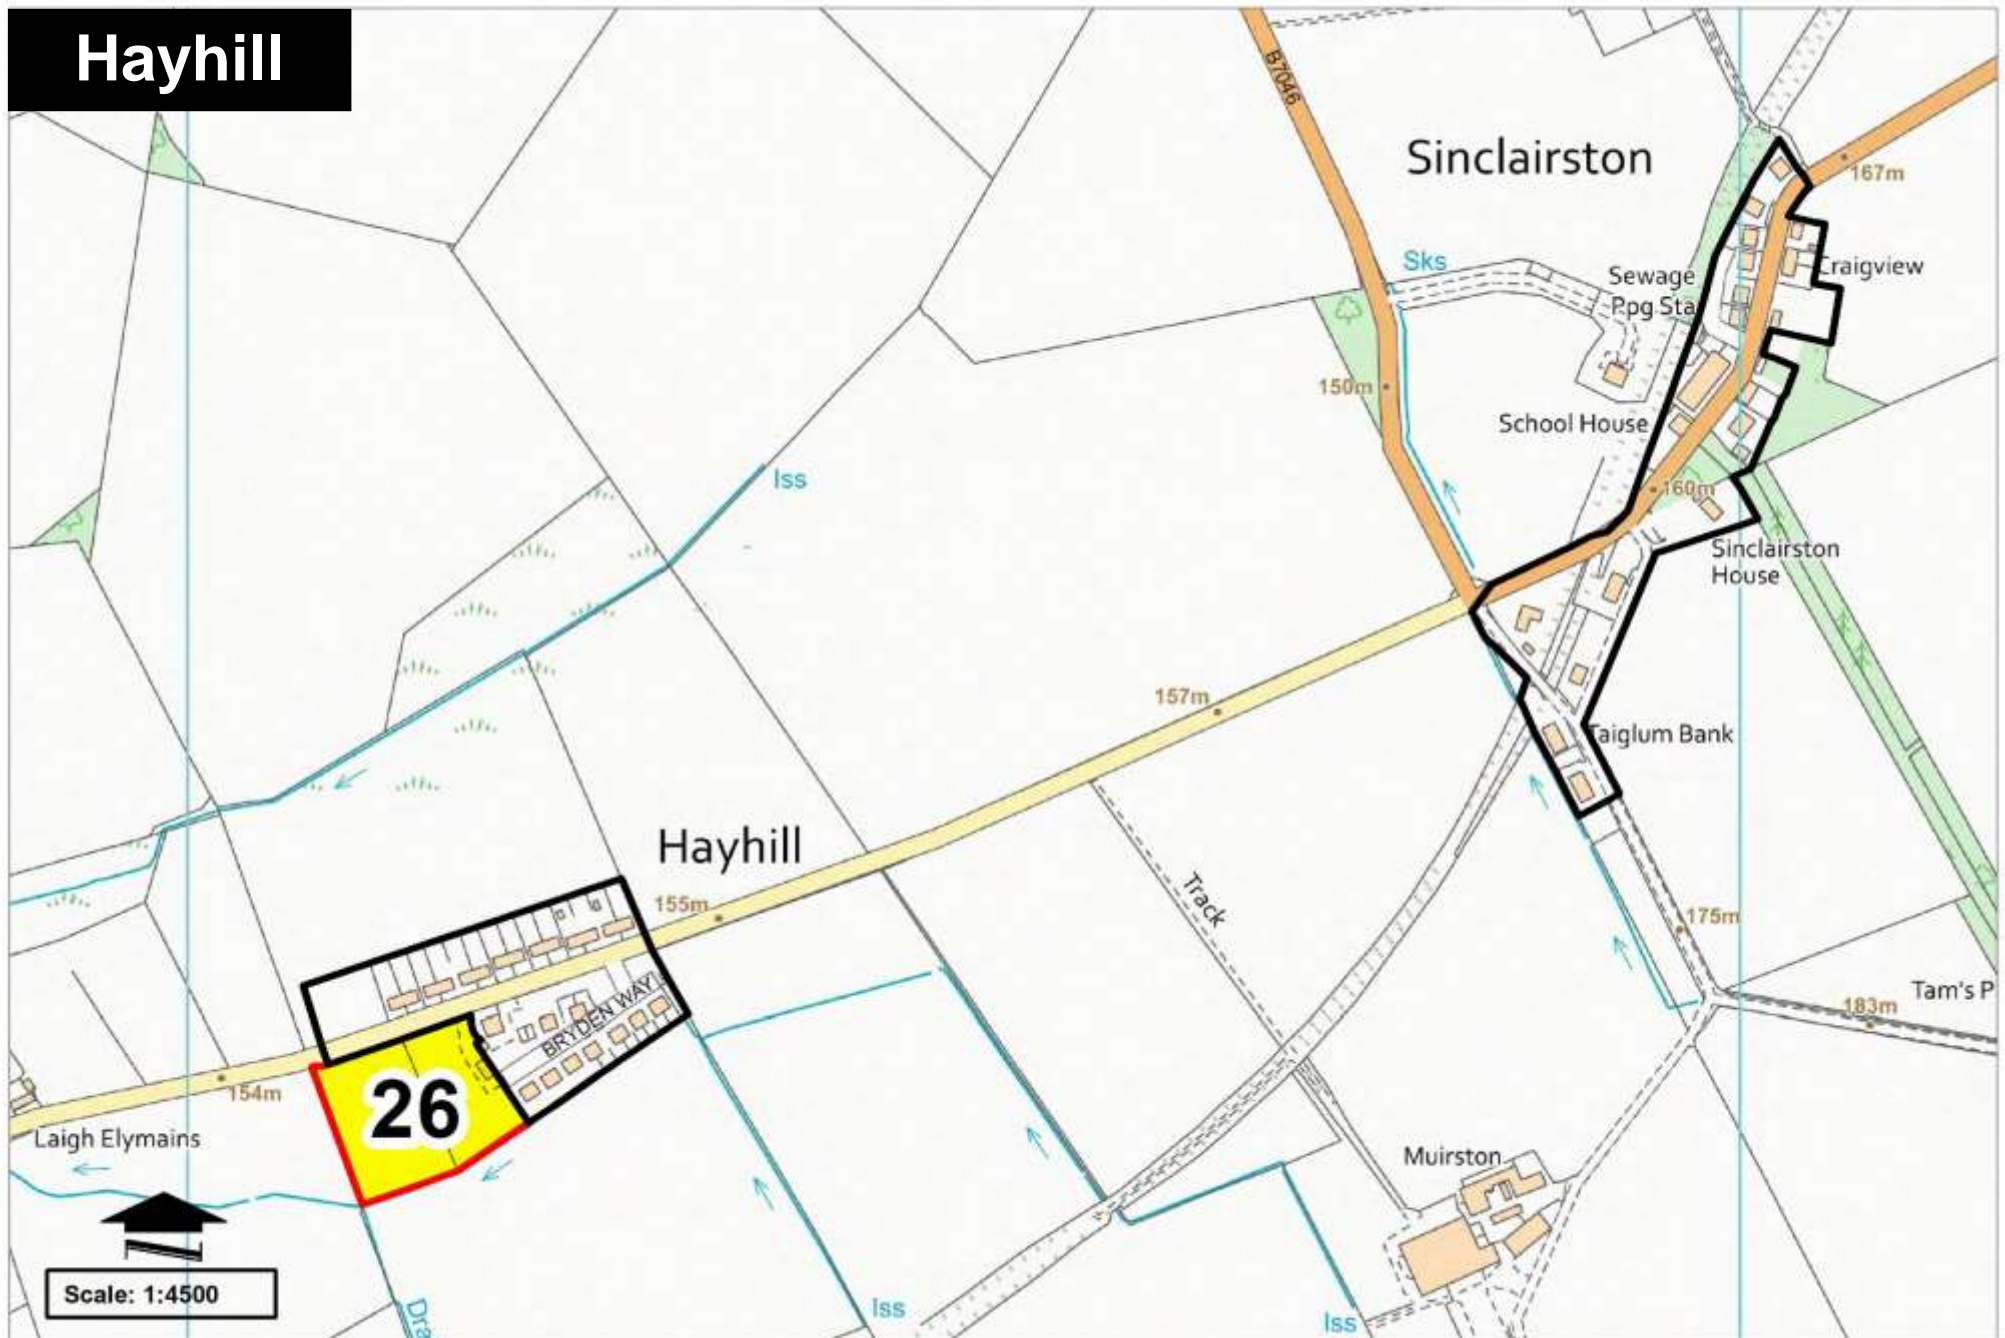 Hayhill
B7046
Sinclairston
167m
Sks
Sewage
Ppg Sta
Craigview
150m
School House
Iss
160m
Sinclairston
House
157m
Taiglum Bank
Hayhill
155m
Track
175m
BRYDEN WAY
Tam's P
183m
26
154m
Laigh Elymains
Muirston
Scale: 1:4500
Dra
Iss
Iss